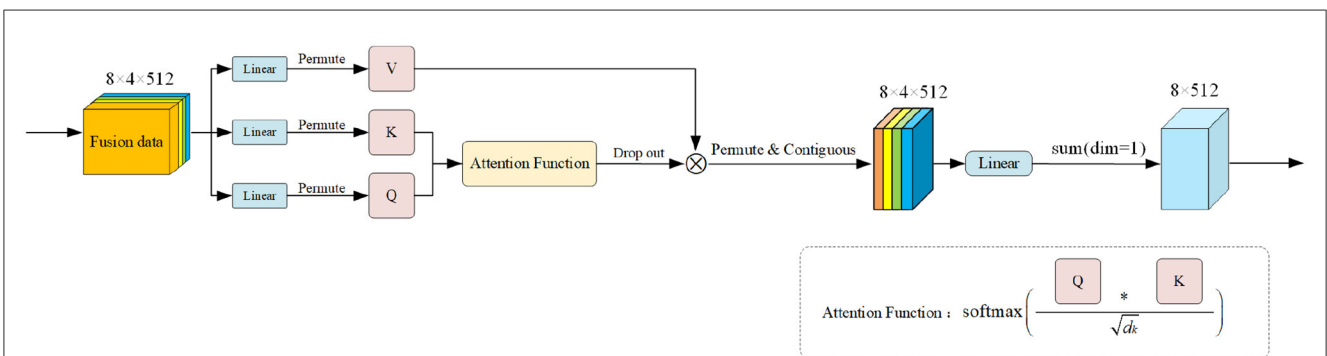 8×4×512
Fusion data
Linear
Permute
V
Linear
Permute
K
Linear
Permute
Q
Attention Function
Drop out
Permute & Contiguous
8×4×512
Linear
sum(dim=1)
8×512
Attention Function： softmax( Q * K / √dk )